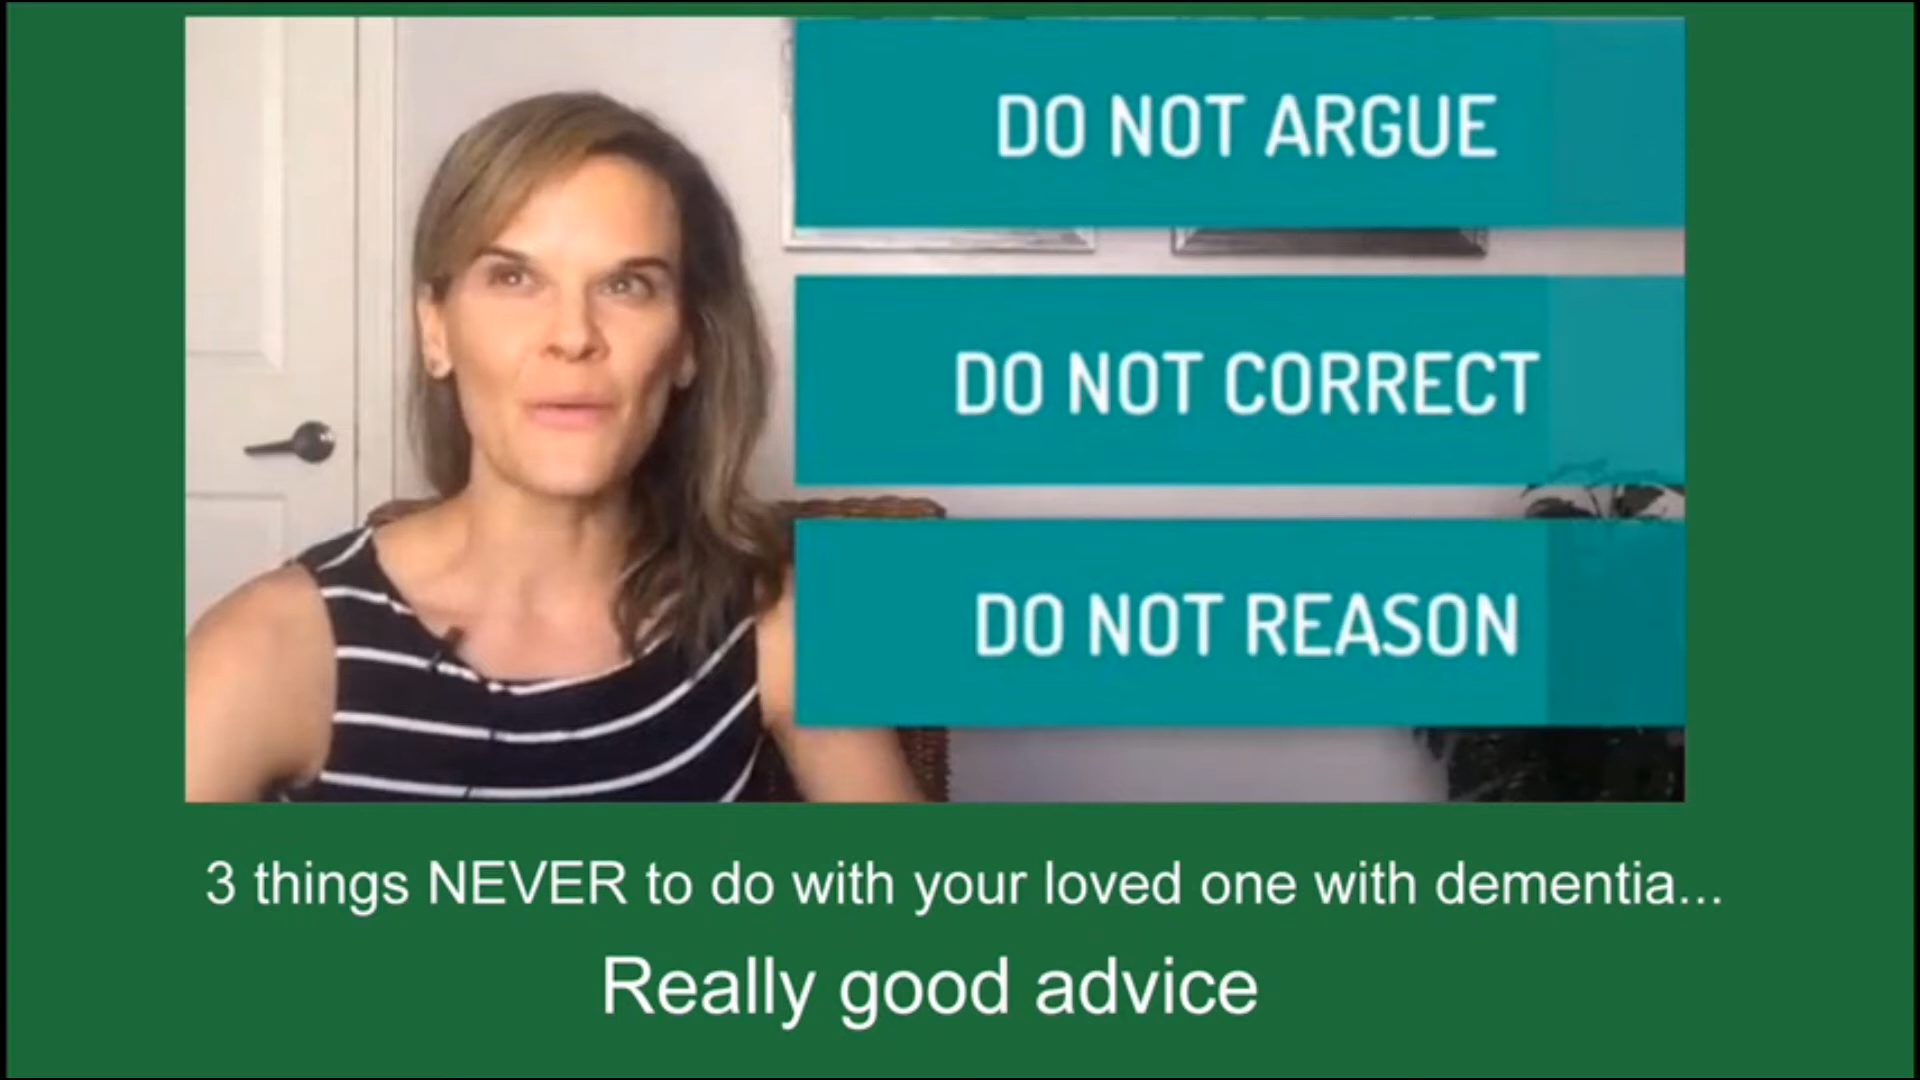 DO NOT ARGUE
DO NOT CORRECT
DO NOT REASON
3 things NEVER to do with your loved one with dementia...
Really good advice